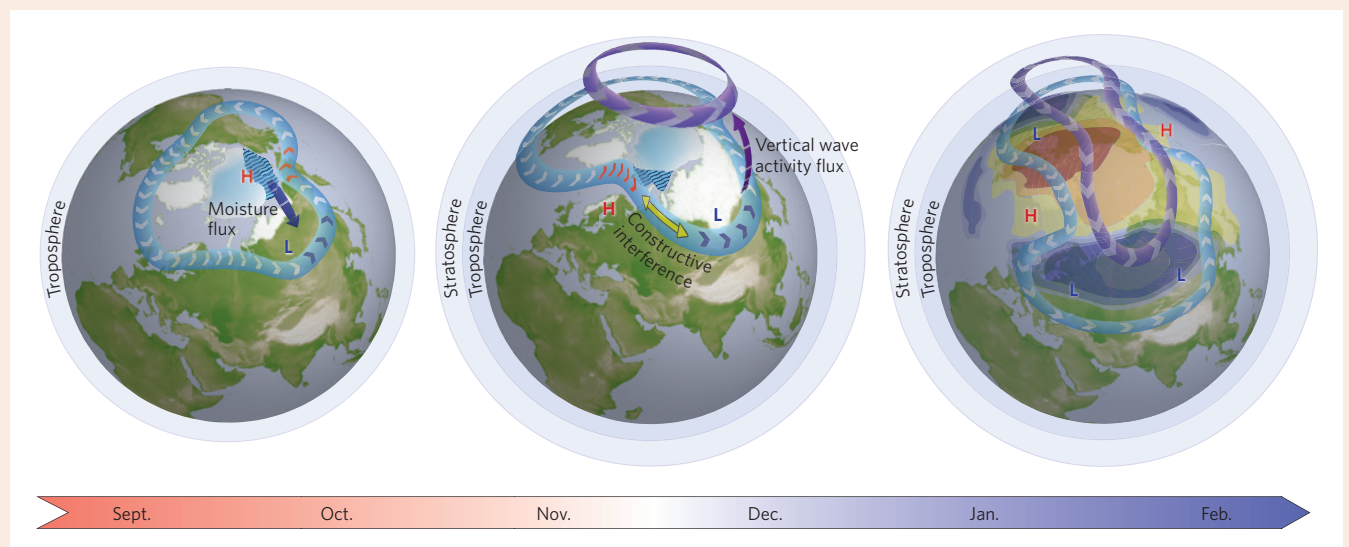 Troposphere
H
Moisture
flux
L
Stratosphere
Troposphere
Vertical wave
activity flux
H
L
Constructive
interference
Stratosphere
Troposphere
L
H
H
L
L
Sept.
Oct.
Nov.
Dec.
Jan.
Feb.